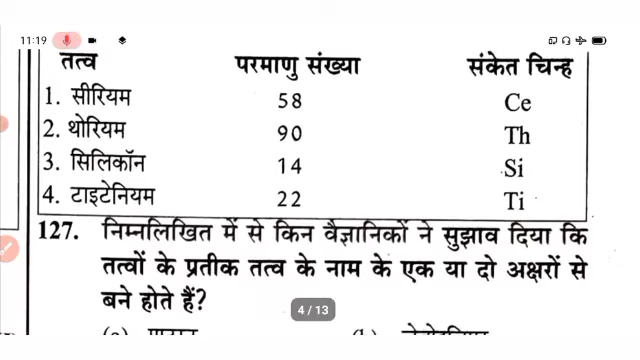 11:19
तत्व परमाणु संख्या संकेत चिन्ह
1. सीरियम 58 Ce
2. थोरियम 90 Th
3. सिलिकॉन 14 Si
4. टाइटेनियम 22 Ti
127. निम्नलिखित में से किन वैज्ञानिकों ने सुझाव दिया कि
तत्वों के प्रतीक तत्व के नाम के एक या दो अक्षरों से
बने होते हैं?
4 / 13